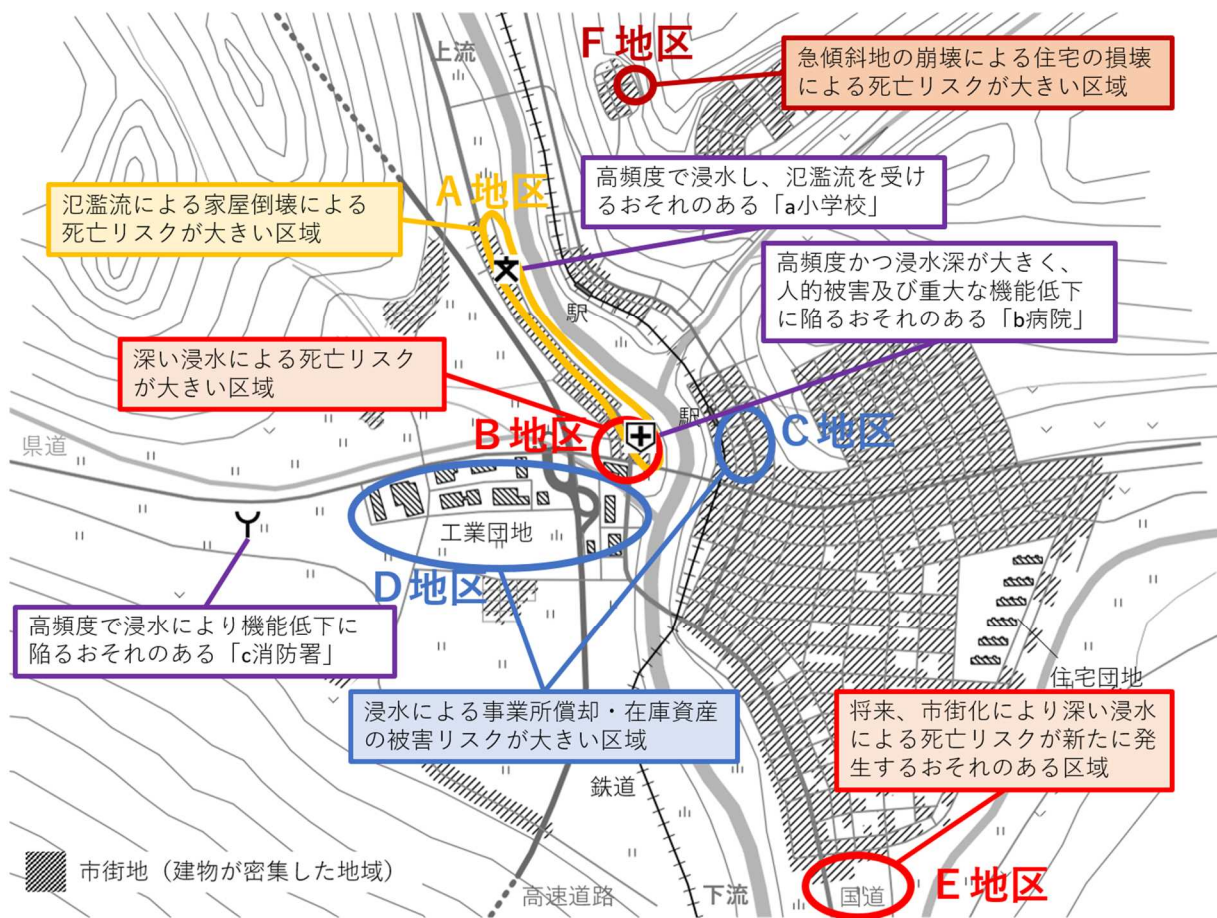 F地区
上流
急傾斜地の崩壊による住宅の損壊
による死亡リスクが大きい区域
高頻度で浸水し、氾濫流を受け
るおそれのある「a小学校」
A地区
氾濫流による家屋倒壊による
死亡リスクが大きい区域
高頻度かつ浸水深が大きく、
人的被害及び重大な機能低下
に陥るおそれのある「b病院」
駅
深い浸水による死亡リスク
が大きい区域
駅
B地区
C地区
県道
工業団地
D地区
高頻度で浸水により機能低下に
陥るおそれのある「c消防署」
住宅団地
浸水による事業所償却・在庫資産
の被害リスクが大きい区域
将来、市街化により深い浸水
による死亡リスクが新たに発
生するおそれのある区域
鉄道
市街地（建物が密集した地域）
高速道路
下流
国道
E地区